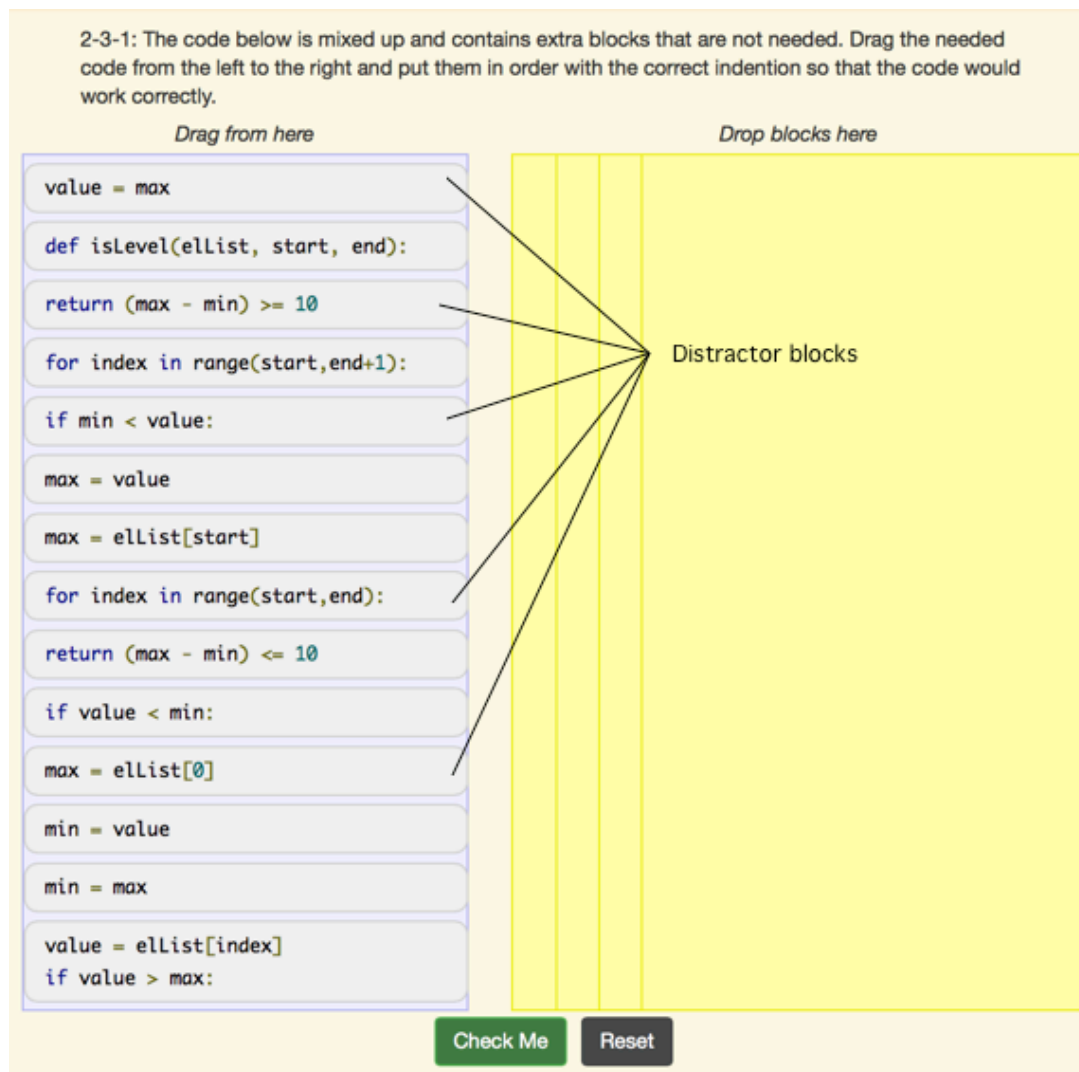 2-3-1: The code below is mixed up and contains extra blocks that are not needed. Drag the needed
code from the left to the right and put them in order with the correct indention so that the code would
work correctly.
Drag from here
Drop blocks here
value = max
def isLevel(elList, start, end):
return (max - min) >= 10
for index in range(start,end+1):
if min < value:
max = value
max = elList[start]
for index in range(start,end):
return (max - min) <= 10
if value < min:
max = elList[0]
min = value
min = max
value = elList[index]
if value > max:
Distractor blocks
Check Me
Reset